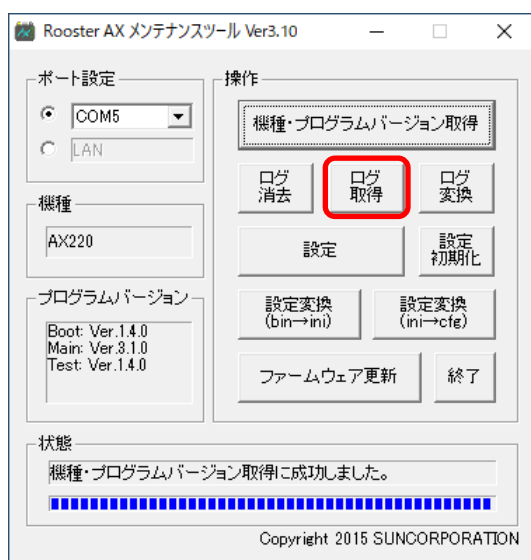 Rooster AX メンテナンスツール Ver3.10
ポート設定
COM5
LAN
機種
AX220
プログラムバージョン
Boot: Ver.1.4.0
Main: Ver.3.1.0
Test: Ver.1.4.0
操作
機種・プログラムバージョン取得
ログ
消去
ログ
取得
ログ
変換
設定
設定
初期化
設定変換
(bin→ini)
設定変換
(ini→cfg)
ファームウェア更新
終了
状態
機種・プログラムバージョン取得に成功しました。
Copyright 2015 SUNCORPORATION